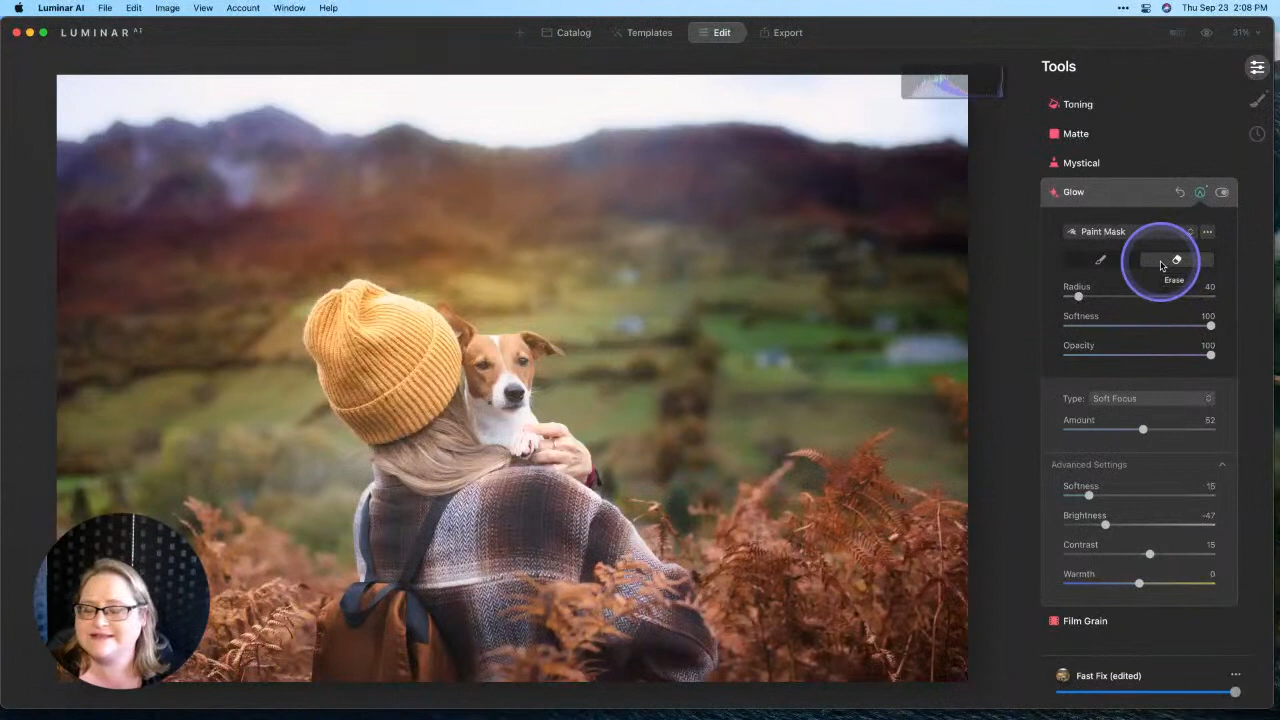 Luminar AI File Edit Image View Account Window Help
Thu Sep 23 2:08 PM
LUMINAR AI
Catalog
Templates
Edit
Export
31%
Tools
Toning
Matte
Mystical
Glow
Paint Mask
Erase
Radius 40
Softness 100
Opacity 100
Type: Soft Focus
Amount 52
Advanced Settings
Softness 15
Brightness -47
Contrast 15
Warmth 0
Film Grain
Fast Fix (edited)